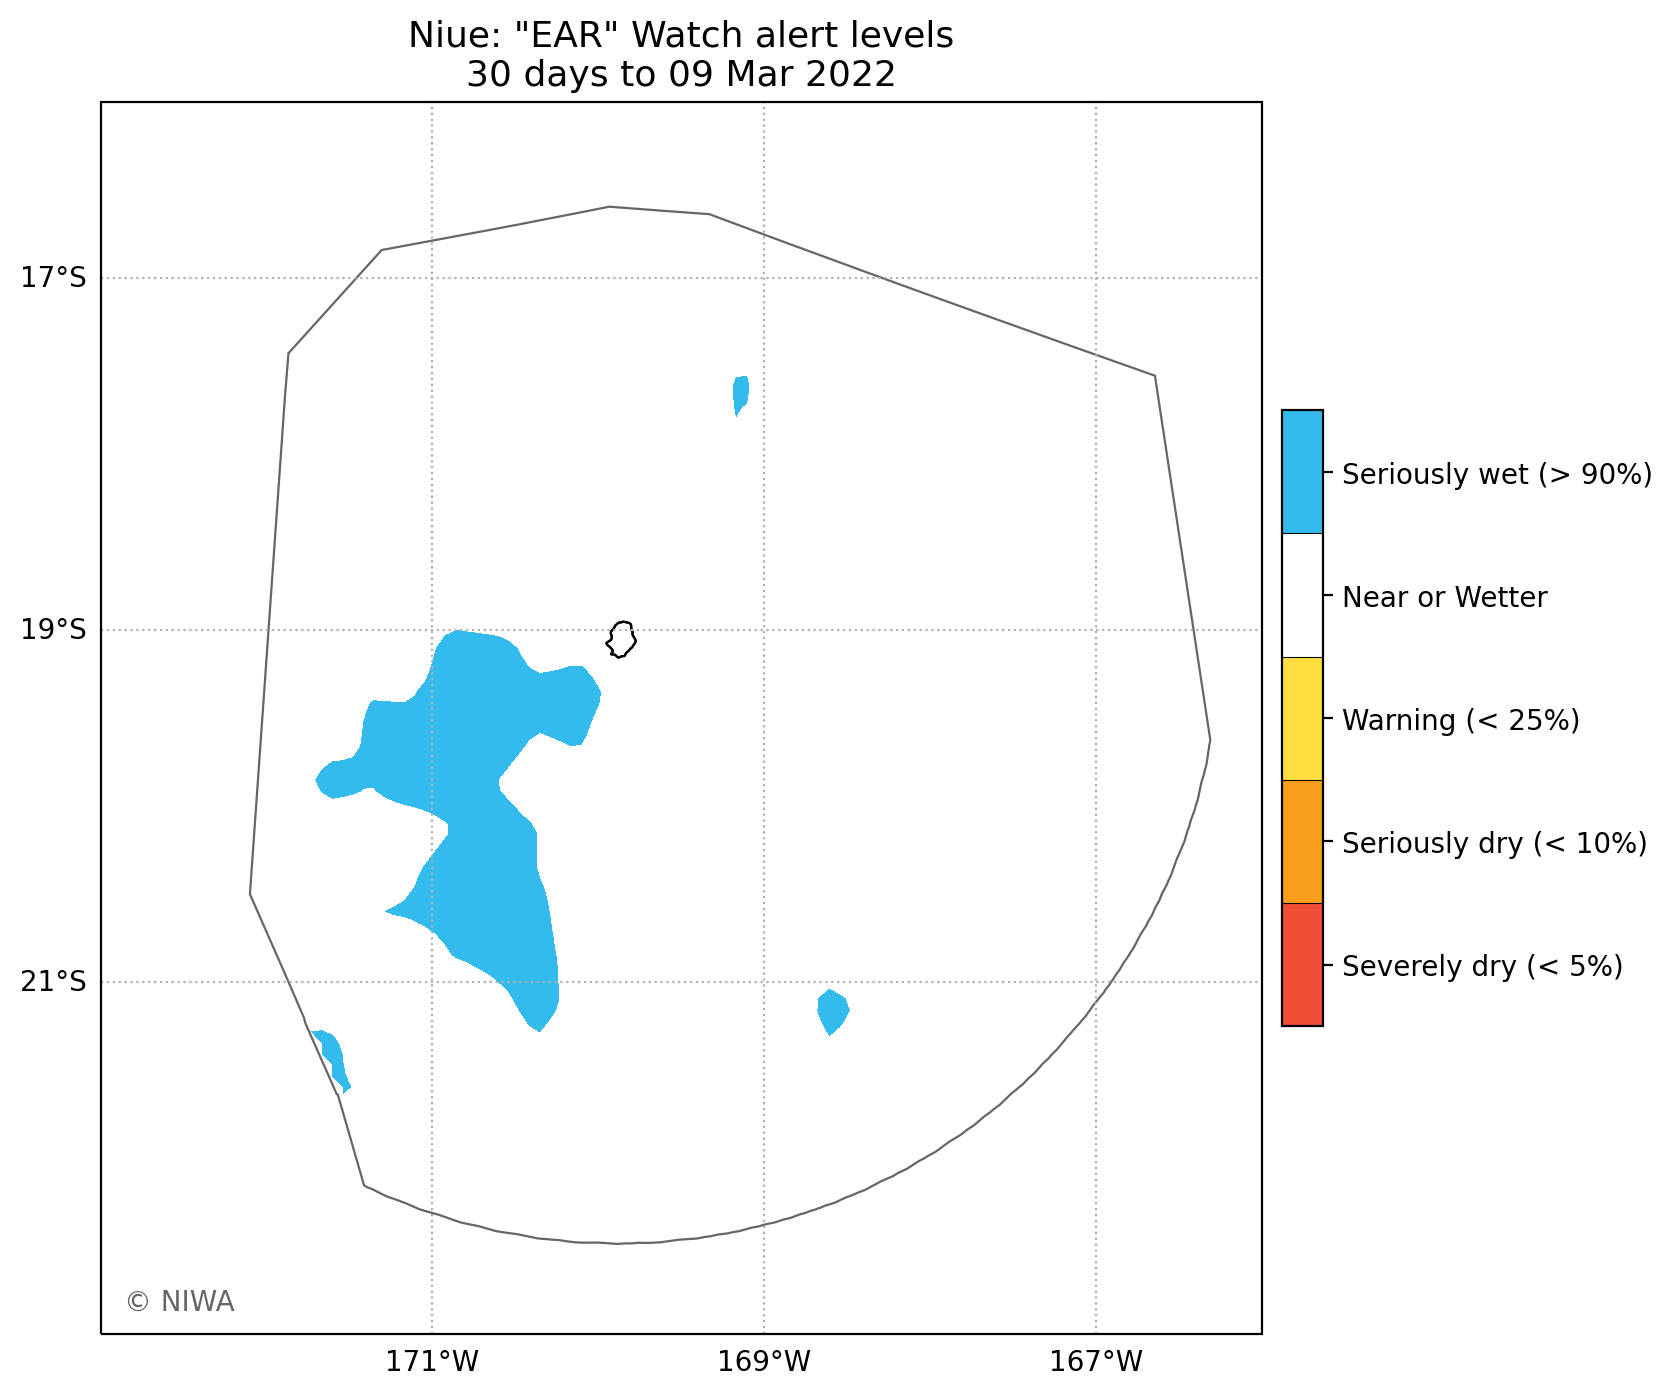 Niue: "EAR" Watch alert levels
30 days to 09 Mar 2022
17°S
19°S
21°S
171°W
169°W
167°W
Seriously wet (> 90%)
Near or Wetter
Warning (< 25%)
Seriously dry (< 10%)
Severely dry (< 5%)
© NIWA